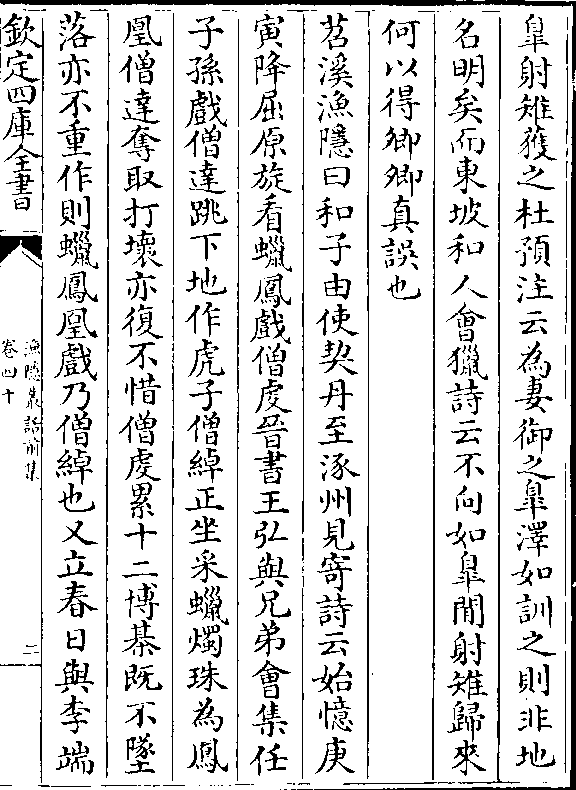 皐射雉獲之杜預注云為妻御之皐澤如訓之則非地
名明矣而東坡和人會獵詩云不向如皐閒射雉歸來
何以得卿卿真誤也
苕溪漁隱曰和子由使契丹至涿州見寄詩云始憶庚
寅降屈原旋看蠟鳳戲僧虔晉書王弘與兄弟會集任
子孫戲僧達跳下地作虎子僧綽正坐采蠟燭珠為鳳
凰僧達奪取打壞亦復不惜僧虔累十二博棊既不墜
落亦不重作則蠟鳳凰戲乃僧綽也又立春日與李端
欽定四庫全書
漁隱叢話前集
卷四十
二